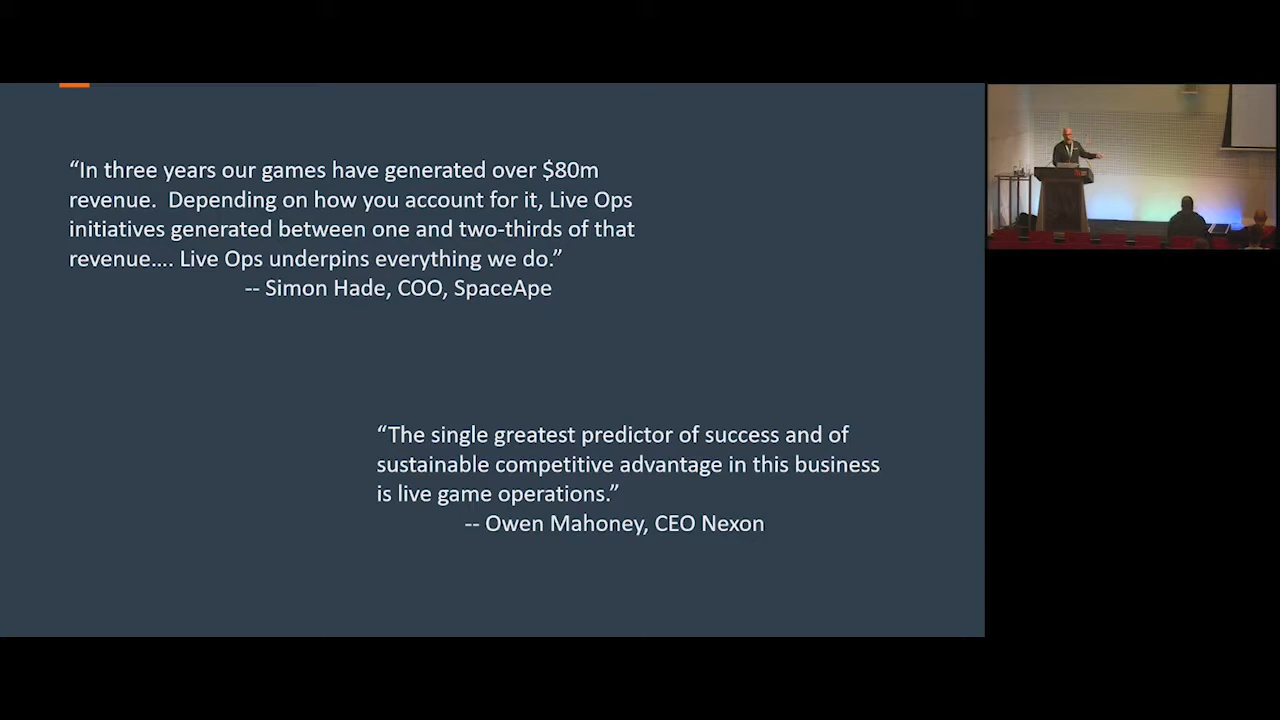 “In three years our games have generated over $80m
revenue.  Depending on how you account for it, Live Ops
initiatives generated between one and two-thirds of that
revenue…. Live Ops underpins everything we do.”
-- Simon Hade, COO, SpaceApe
“The single greatest predictor of success and of
sustainable competitive advantage in this business
is live game operations.”
-- Owen Mahoney, CEO Nexon